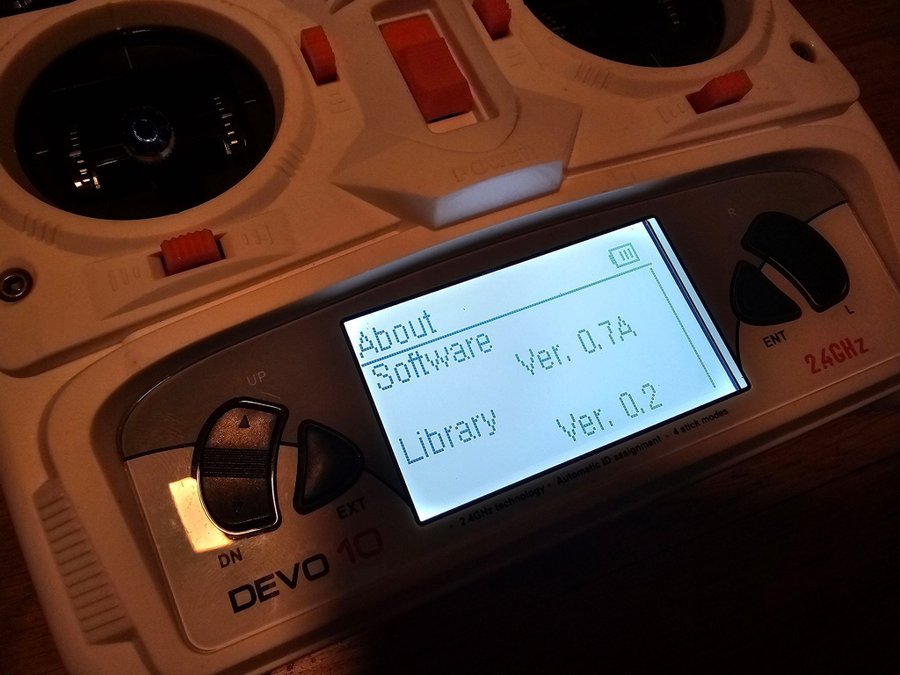 POWER
About
Software Ver. 0.7A
Library Ver. 0.2
• 2.4GHz technology • Automatic ID assignment • 4 stick modes
UP
DN
EXT
R
L
ENT
2.4GHz
DEVO 10